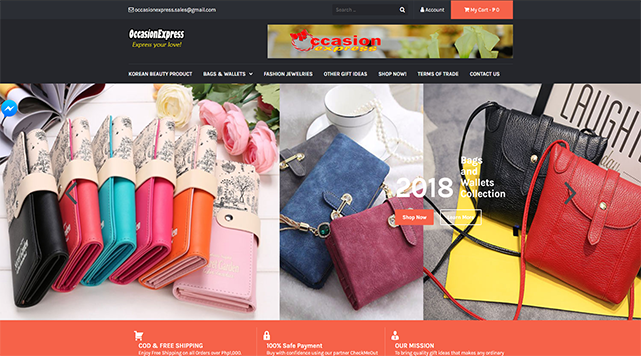 occasionexpress.sales@gmail.com
Search here...
Account
My Cart - ₱ 0
OccasionExpress
Express your love!
Occasion
express
KOREAN BEAUTY PRODUCT
BAGS & WALLETS
FASHION JEWELRIES
OTHER GIFT IDEAS
SHOP NOW!
TERMS OF TRADE
CONTACT US
LAUGH
2018
Bags
and
Wallets
Collection
Shop Now
Learn More
COD & FREE SHIPPING
Enjoy Free Shipping on all Orders over Php1,000.
100% Safe Payment
Buy with confidence using our partner CheckMeOut
OUR MISSION
To bring quality gift ideas that makes any ordinary